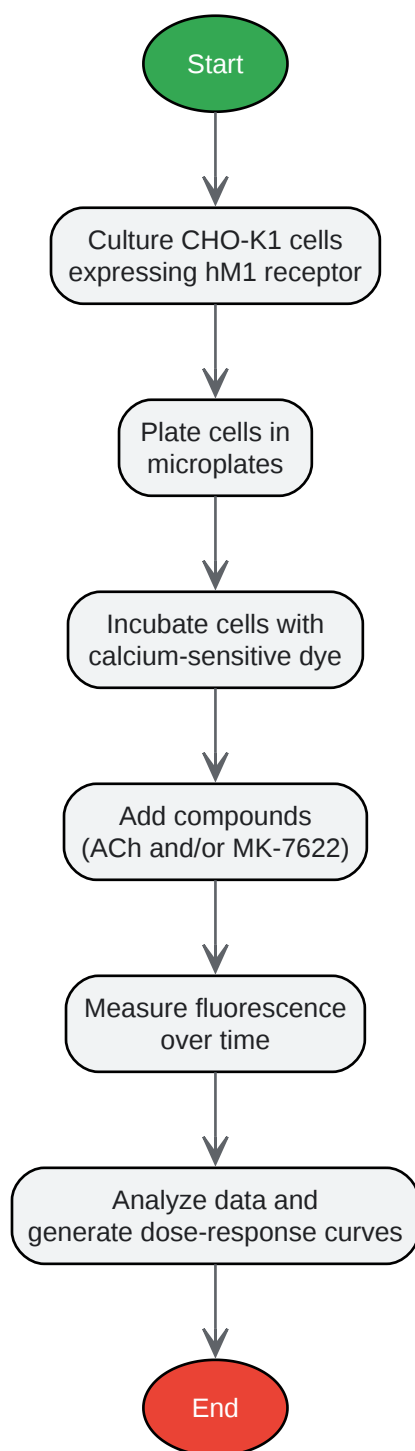 Start
Culture CHO-K1 cells
expressing hM1 receptor
Plate cells in
microplates
Incubate cells with
calcium-sensitive dye
Add compounds
(ACh and/or MK-7622)
Measure fluorescence
over time
Analyze data and
generate dose-response curves
End